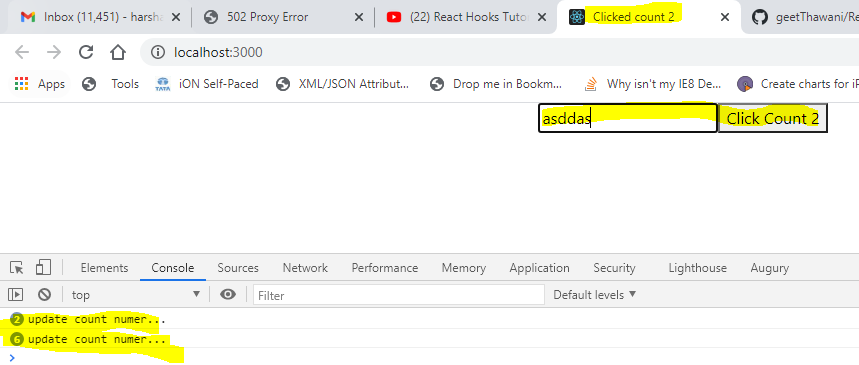 Inbox (11,451) - harsha
502 Proxy Error
(22) React Hooks Tuto
Clicked count 2
geetThawani/Re
localhost:3000
Apps
Tools
TATA
iON Self-Paced
XML/JSON Attribut...
Drop me in Bookm...
Why isn't my IE8 De...
Create charts for iP
asddas
Click Count 2
Elements
Console
Sources
Network
Performance
Memory
Application
Security
Lighthouse
Augury
top
Filter
Default levels
2 update count numer...
6 update count numer...